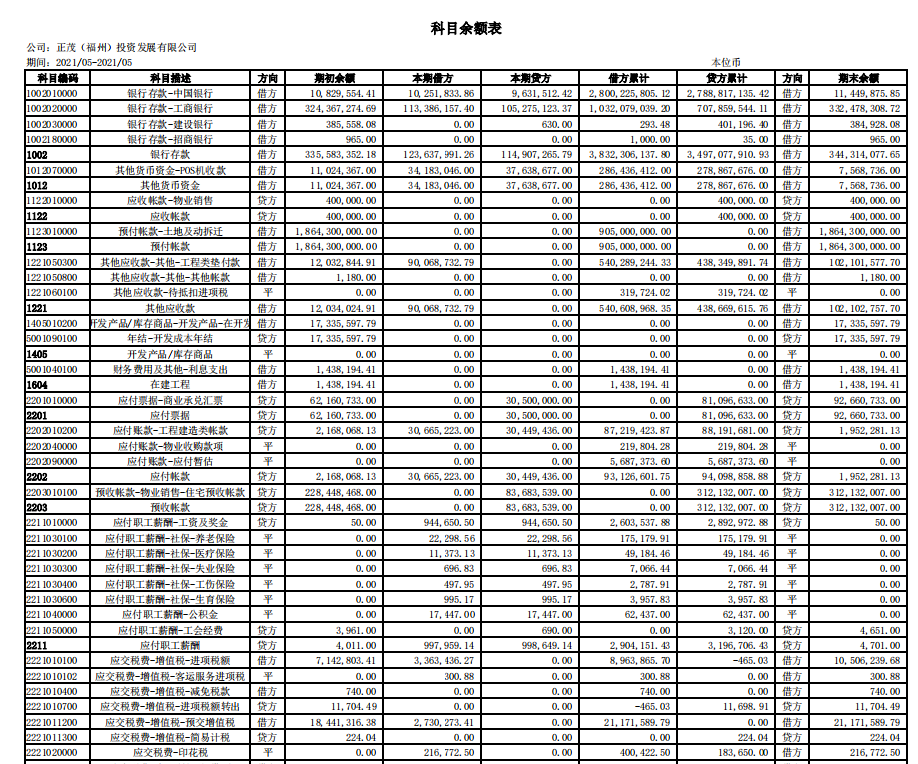 科目余额表
公司：正茂（福州）投资发展有限公司
期间：2021/05-2021/05 本位币
科目编码 科目描述 方向 期初余额 本期借方 本期贷方 借方累计 贷方累计 方向 期末余额
1002010000 银行存款-中国银行 借方 10,829,554.41 10,251,833.86 9,631,512.42 2,800,225,805.12 2,788,817,135.42 借方 11,449,875.85
1002020000 银行存款-工商银行 借方 324,367,274.69 113,386,157.40 105,275,123.37 1,032,079,039.20 707,859,544.11 借方 332,478,308.72
1002030000 银行存款-建设银行 借方 385,558.08 0.00 630.00 293.48 401,196.40 借方 384,928.08
1002180000 银行存款-招商银行 借方 965.00 0.00 0.00 1,000.00 35.00 借方 965.00
1002 银行存款 借方 335,583,352.18 123,637,991.26 114,907,265.79 3,832,306,137.80 3,497,077,910.93 借方 344,314,077.65
1012070000 其他货币资金-POS机收款 借方 11,024,367.00 34,183,046.00 37,638,677.00 286,436,412.00 278,867,676.00 借方 7,568,736.00
1012 其他货币资金 借方 11,024,367.00 34,183,046.00 37,638,677.00 286,436,412.00 278,867,676.00 借方 7,568,736.00
1122010000 应收帐款-物业销售 贷方 400,000.00 0.00 0.00 0.00 400,000.00 贷方 400,000.00
1122 应收帐款 贷方 400,000.00 0.00 0.00 0.00 400,000.00 贷方 400,000.00
1123010000 预付帐款-土地及动拆迁 借方 1,864,300,000.00 0.00 0.00 905,000,000.00 0.00 借方 1,864,300,000.00
1123 预付帐款 借方 1,864,300,000.00 0.00 0.00 905,000,000.00 0.00 借方 1,864,300,000.00
1221050300 其他应收款-其他-工程类垫付款 借方 12,032,844.91 90,068,732.79 0.00 540,289,244.33 438,349,891.74 借方 102,101,577.70
1221050800 其他应收款-其他-其他帐款 借方 1,180.00 0.00 0.00 0.00 0.00 借方 1,180.00
1221060100 其他应收款-待抵扣进项税 平 0.00 0.00 0.00 319,724.02 319,724.02 平 0.00
1221 其他应收款 借方 12,034,024.91 90,068,732.79 0.00 540,608,968.35 438,669,615.76 借方 102,102,757.70
1405010200 开发产品/库存商品-开发产品-在开发 借方 17,335,597.79 0.00 0.00 0.00 0.00 借方 17,335,597.79
5001090100 年结-开发成本年结 贷方 17,335,597.79 0.00 0.00 0.00 0.00 贷方 17,335,597.79
1405 开发产品/库存商品 平 0.00 0.00 0.00 0.00 0.00 平 0.00
5001040100 财务费用及其他-利息支出 借方 1,438,194.41 0.00 0.00 1,438,194.41 0.00 借方 1,438,194.41
1604 在建工程 借方 1,438,194.41 0.00 0.00 1,438,194.41 0.00 借方 1,438,194.41
2201010000 应付票据-商业承兑汇票 贷方 62,160,733.00 0.00 30,500,000.00 0.00 81,096,633.00 贷方 92,660,733.00
2201 应付票据 贷方 62,160,733.00 0.00 30,500,000.00 0.00 81,096,633.00 贷方 92,660,733.00
2202010200 应付账款-工程建造类帐款 贷方 2,168,068.13 30,665,223.00 30,449,436.00 87,219,423.87 88,191,681.00 贷方 1,952,281.13
2202040000 应付账款-物业收购款项 平 0.00 0.00 0.00 219,804.28 219,804.28 平 0.00
2202090000 应付账款-应付暂估 平 0.00 0.00 0.00 5,687,373.60 5,687,373.60 平 0.00
2202 应付帐款 贷方 2,168,068.13 30,665,223.00 30,449,436.00 93,126,601.75 94,098,858.88 贷方 1,952,281.13
2203010100 预收帐款-物业销售-住宅预收帐款 贷方 228,448,468.00 0.00 83,683,539.00 0.00 312,132,007.00 贷方 312,132,007.00
2203 预收帐款 贷方 228,448,468.00 0.00 83,683,539.00 0.00 312,132,007.00 贷方 312,132,007.00
2211010000 应付职工薪酬-工资及奖金 贷方 50.00 944,650.50 944,650.50 2,603,537.88 2,892,972.88 贷方 50.00
2211030100 应付职工薪酬-社保-养老保险 平 0.00 22,298.56 22,298.56 175,179.91 175,179.91 平 0.00
2211030200 应付职工薪酬-社保-医疗保险 平 0.00 11,373.13 11,373.13 49,184.46 49,184.46 平 0.00
2211030300 应付职工薪酬-社保-失业保险 平 0.00 696.83 696.83 7,066.44 7,066.44 平 0.00
2211030400 应付职工薪酬-社保-工伤保险 平 0.00 497.95 497.95 2,787.91 2,787.91 平 0.00
2211030600 应付职工薪酬-社保-生育保险 平 0.00 995.17 995.17 3,957.83 3,957.83 平 0.00
2211040000 应付职工薪酬-公积金 平 0.00 17,447.00 17,447.00 62,437.00 62,437.00 平 0.00
2211050000 应付职工薪酬-工会经费 贷方 3,961.00 0.00 690.00 0.00 3,120.00 贷方 4,651.00
2211 应付职工薪酬 贷方 4,011.00 997,959.14 998,649.14 2,904,151.43 3,196,706.43 贷方 4,701.00
2221010100 应交税费-增值税-进项税额 借方 7,142,803.41 3,363,436.27 0.00 8,963,865.70 -465.03 借方 10,506,239.68
2221010102 应交税费-增值税-客运服务进项税 平 0.00 300.88 0.00 300.88 0.00 借方 300.88
2221010400 应交税费-增值税-减免税款 借方 740.00 0.00 0.00 740.00 0.00 借方 740.00
2221010700 应交税费-增值税-进项税额转出 贷方 11,704.49 0.00 0.00 -465.03 11,698.91 贷方 11,704.49
2221011200 应交税费-增值税-预交增值税 借方 18,441,316.38 2,730,273.41 0.00 21,171,589.79 0.00 借方 21,171,589.79
2221011300 应交税费-增值税-简易计税 贷方 224.04 0.00 0.00 0.00 224.04 贷方 224.04
2221020000 应交税费-印花税 平 0.00 216,772.50 0.00 400,422.50 183,650.00 借方 216,772.50